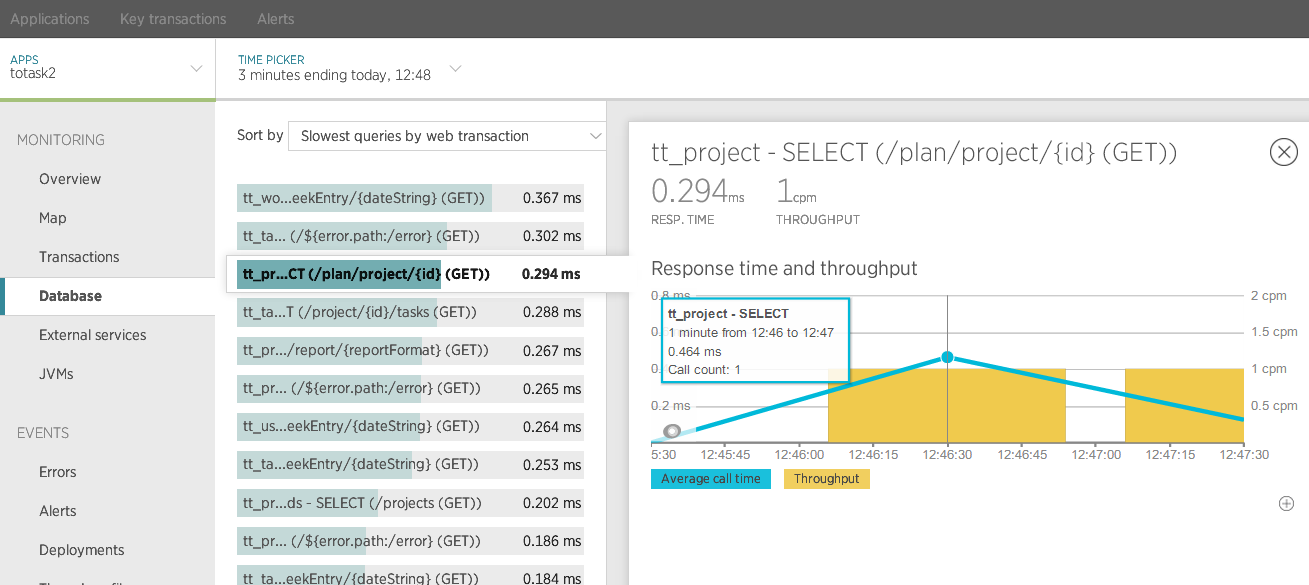 Applications Key transactions Alerts
APPS
totask2
TIME PICKER
3 minutes ending today, 12:48
MONITORING
Overview
Map
Transactions
Database
External services
JVMs
EVENTS
Errors
Alerts
Deployments
Sort by Slowest queries by web transaction
tt_wo...eekEntry/{dateString} (GET)) 0.367 ms
tt_ta... (/${error.path:/error} (GET)) 0.302 ms
tt_pr...CT (/plan/project/{id} (GET)) 0.294 ms
tt_ta...T (/project/{id}/tasks (GET)) 0.288 ms
tt_pr.../report/{reportFormat} (GET)) 0.267 ms
tt_pr... (/${error.path:/error} (GET)) 0.265 ms
tt_us...eekEntry/{dateString} (GET)) 0.264 ms
tt_ta...eekEntry/{dateString} (GET)) 0.253 ms
tt_pr...ds - SELECT (/projects (GET)) 0.202 ms
tt_pr... (/${error.path:/error} (GET)) 0.186 ms
tt_ta...eekEntry/{dateString} (GET)) 0.184 ms
tt_project - SELECT (/plan/project/{id} (GET))
0.294 ms 1 cpm
RESP. TIME THROUGHPUT
Response time and throughput
0.8 ms 2 cpm
tt_project - SELECT
1 minute from 12:46 to 12:47
0.464 ms
Call count: 1
1.5 cpm
1 cpm
0.2 ms 0.5 cpm
5:30 12:45:45 12:46:00 12:46:15 12:46:30 12:46:45 12:47:00 12:47:15 12:47:30
Average call time Throughput